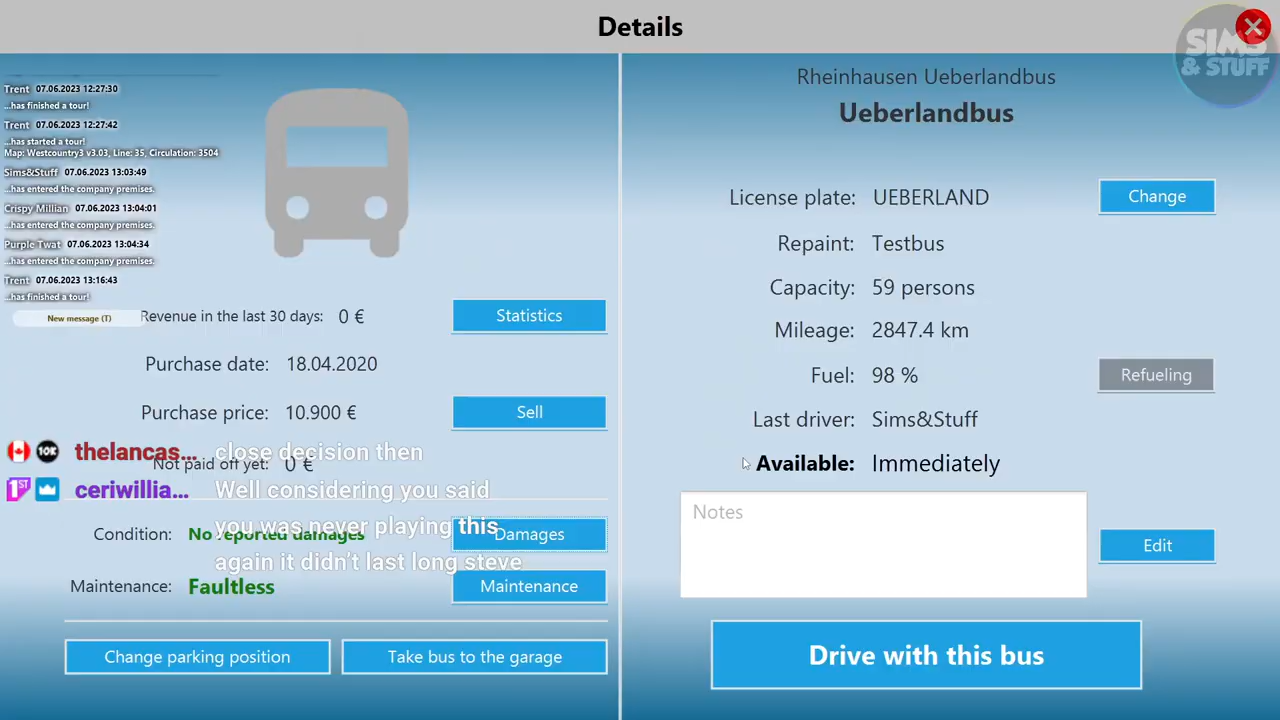 Details
SIMS
& STUFF
Trent 07.06.2023 12:27:30
...has finished a tour!
Trent 07.06.2023 12:27:42
...has started a tour!
Map: Westcountry3 v3.03, Line: 35, Circulation: 3504
Sims&Stuff 07.06.2023 13:03:49
...has entered the company premises.
Crispy Millian 07.06.2023 13:04:01
...has entered the company premises.
Purple Twat 07.06.2023 13:04:34
...has entered the company premises.
Trent 07.06.2023 13:16:43
...has finished a tour!
New message (T)
Revenue in the last 30 days: 0 €
Statistics
Purchase date: 18.04.2020
Purchase price: 10.900 €
Sell
10K thelancas... close decision then
Not paid off yet: 0 €
1ST ceriwillia... Well considering you said
you was never playing this
again it didn't last long steve
Condition: No reported damages
Damages
Maintenance: Faultless
Maintenance
Change parking position
Take bus to the garage
Rheinhausen Ueberlandbus
Ueberlandbus
License plate: UEBERLAND
Change
Repaint: Testbus
Capacity: 59 persons
Mileage: 2847.4 km
Fuel: 98 %
Refueling
Last driver: Sims&Stuff
Available: Immediately
Notes
Edit
Drive with this bus